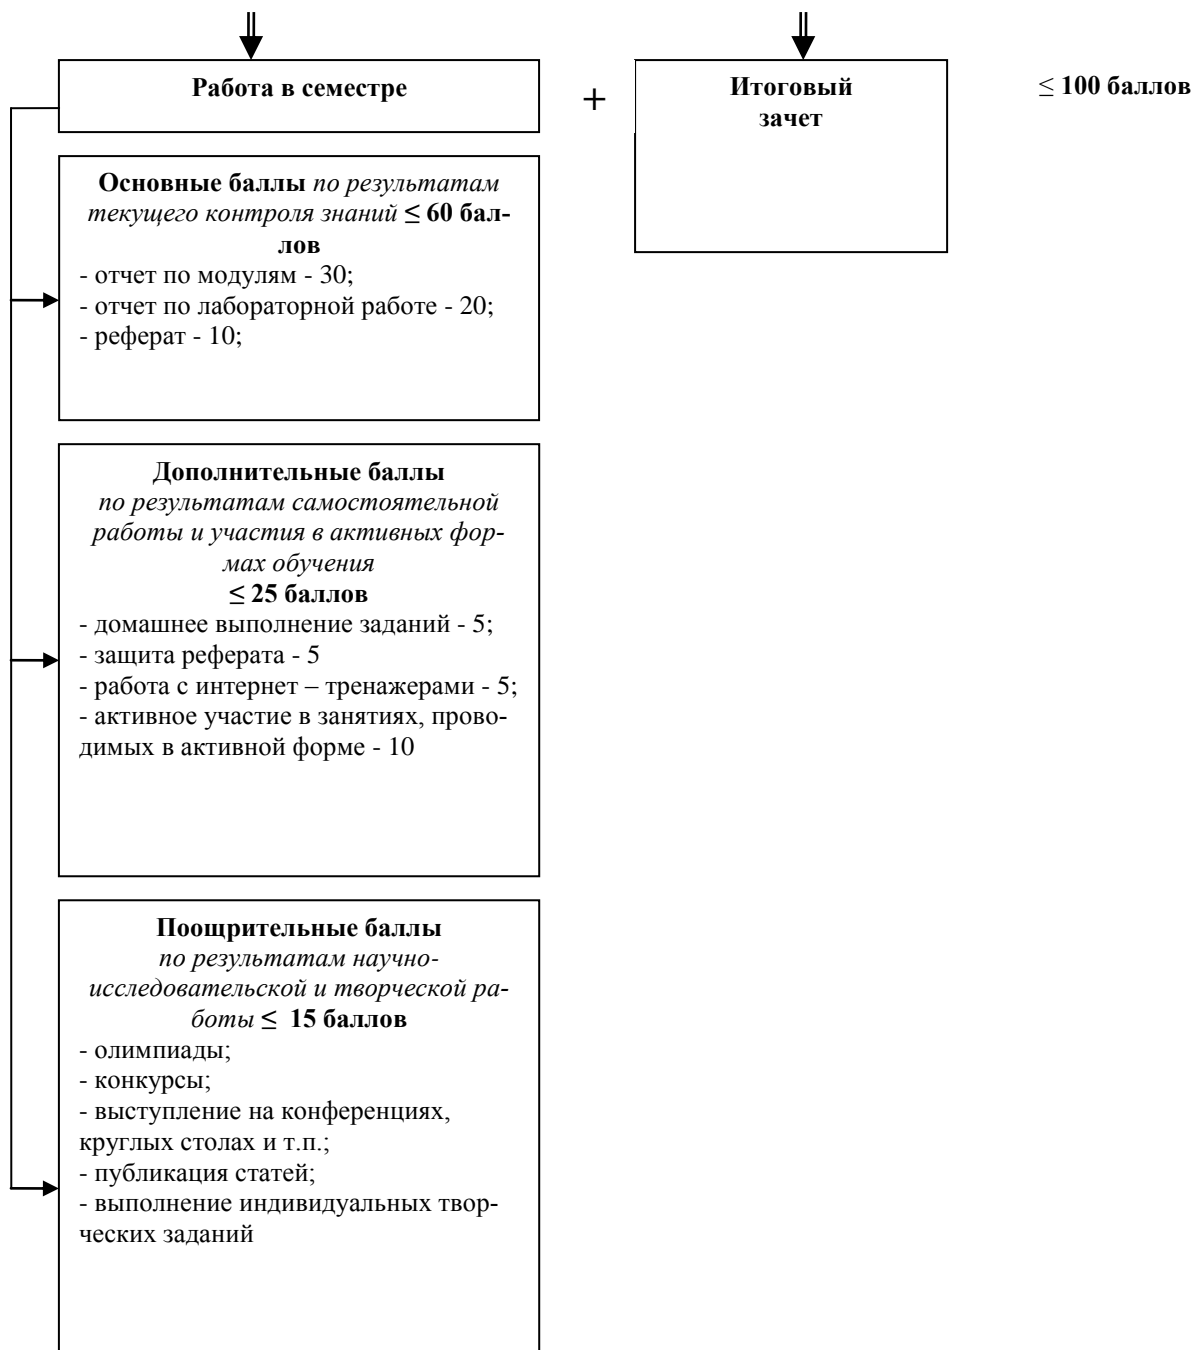 Работа в семестре
+
Итоговый
зачет
≤ 100 баллов
Основные баллы по результатам
текущего контроля знаний ≤ 60 бал-
лов
- отчет по модулям - 30;
- отчет по лабораторной работе - 20;
- реферат - 10;
Дополнительные баллы
по результатам самостоятельной
работы и участия в активных фор-
мах обучения
≤ 25 баллов
- домашнее выполнение заданий - 5;
- защита реферата - 5
- работа с интернет – тренажерами - 5;
- активное участие в занятиях, прово-
димых в активной форме - 10
Поощрительные баллы
по результатам научно-
исследовательской и творческой ра-
боты ≤ 15 баллов
- олимпиады;
- конкурсы;
- выступление на конференциях,
круглых столах и т.п.;
- публикация статей;
- выполнение индивидуальных твор-
ческих заданий